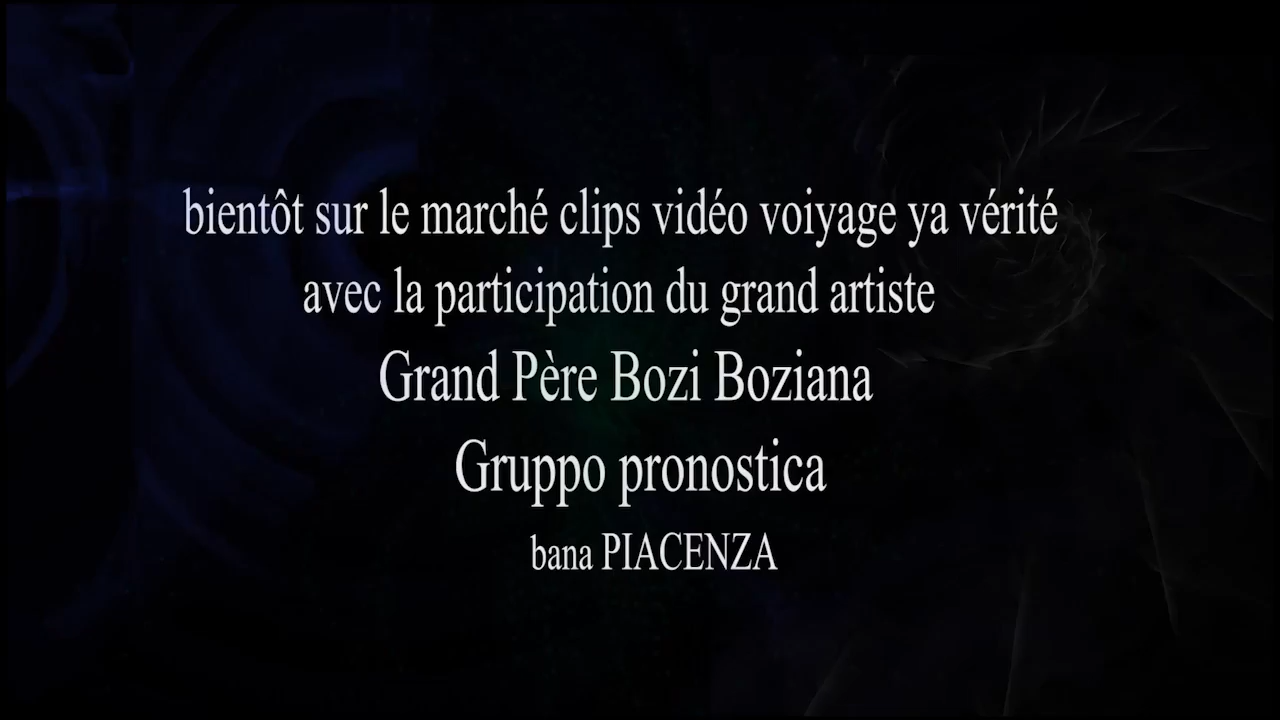 bientôt sur le marché clips vidéo voiyage ya vérité
avec la participation du grand artiste
Grand Père Bozi Boziana
Gruppo pronostica
bana PIACENZA